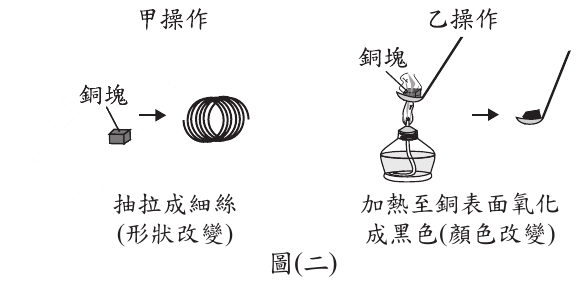 甲操作
銅塊
抽拉成細絲
(形狀改變)
乙操作
銅塊
加熱至銅表面氧化
成黑色(顏色改變)
圖(二)